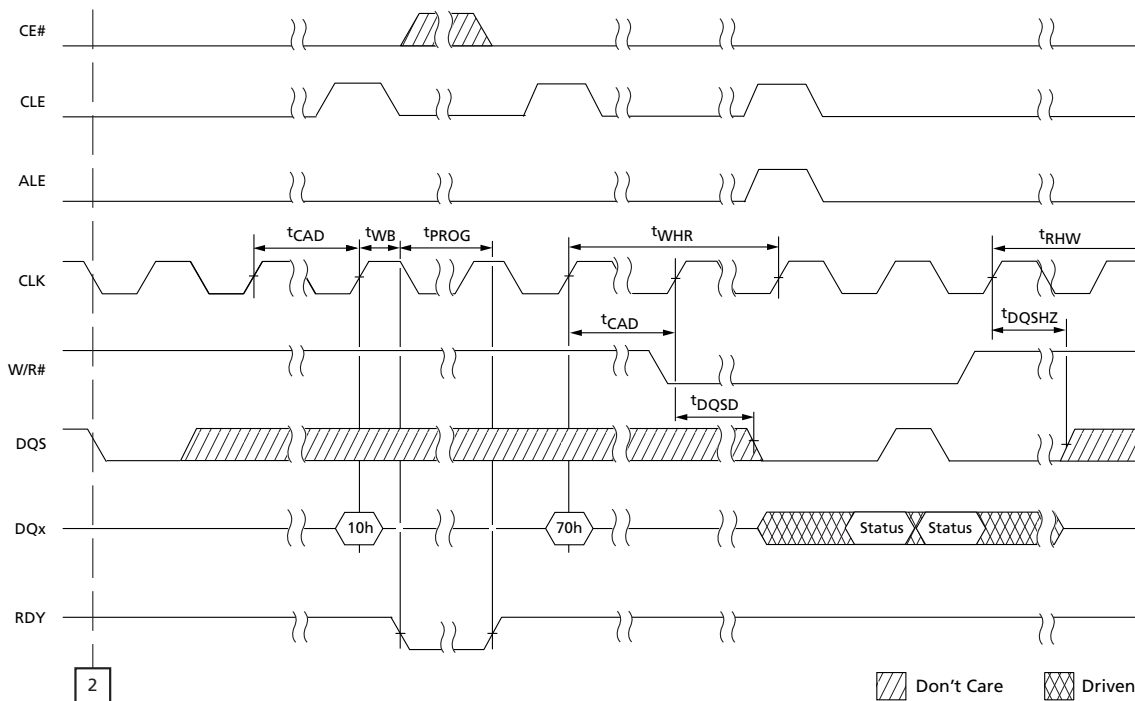 CE#
CLE
ALE
tCAD tWB tPROG tWHR tRHW
CLK
tCAD tDQSHZ
W/R#
tDQSD
DQS
DQx 10h 70h Status Status
RDY
2 Don't Care Driven